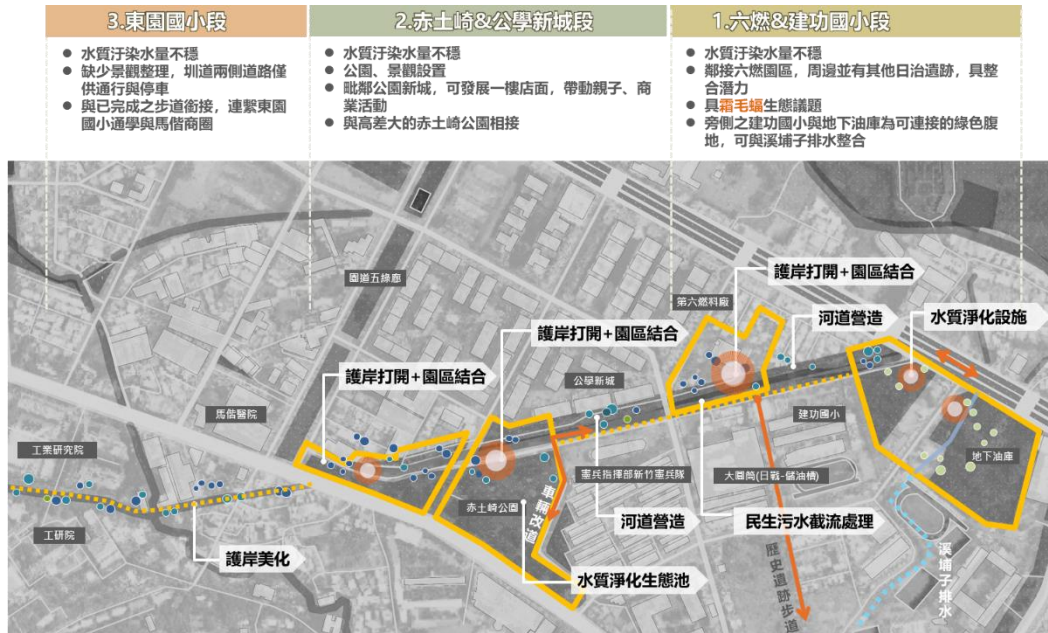 3.東園國小段
水質汙染水量不穩
缺少景觀整理，圳道兩側道路僅
供通行與停車
與已完成之步道銜接，連繫東園
國小通學與馬偕商圈
2.赤土崎&公學新城段
水質汙染水量不穩
公園、景觀設置
毗鄰公園新城，可發展一樓店面，帶動親子、商
業活動
與高差大的赤土崎公園相接
1.六燃&建功國小段
水質汙染水量不穩
鄰接六燃園區，周邊並有其他日治遺跡，具整
合潛力
具霜毛蝠生態議題
旁側之建功國小與地下油庫為可連接的綠色腹
地，可與溪埔子排水整合
園道五綠廊
護岸打開+園區結合
第六燃料廠
河道營造
水質淨化設施
護岸打開+園區結合
護岸打開+園區結合
公學新城
馬偕醫院
建功國小
工業研究院
憲兵指揮部新竹憲兵隊
大圓筒(日戰-儲油槽)
地下油庫
赤土崎公園
車輛改道
河道營造
民生污水截流處理
工研院
護岸美化
水質淨化生態池
歷史遺跡步道
溪埔子排水